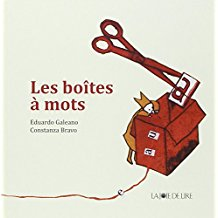 Les boîtes
à mots
Eduardo Galeano
Constanza Bravo
a
LA JOIE DE LIRE